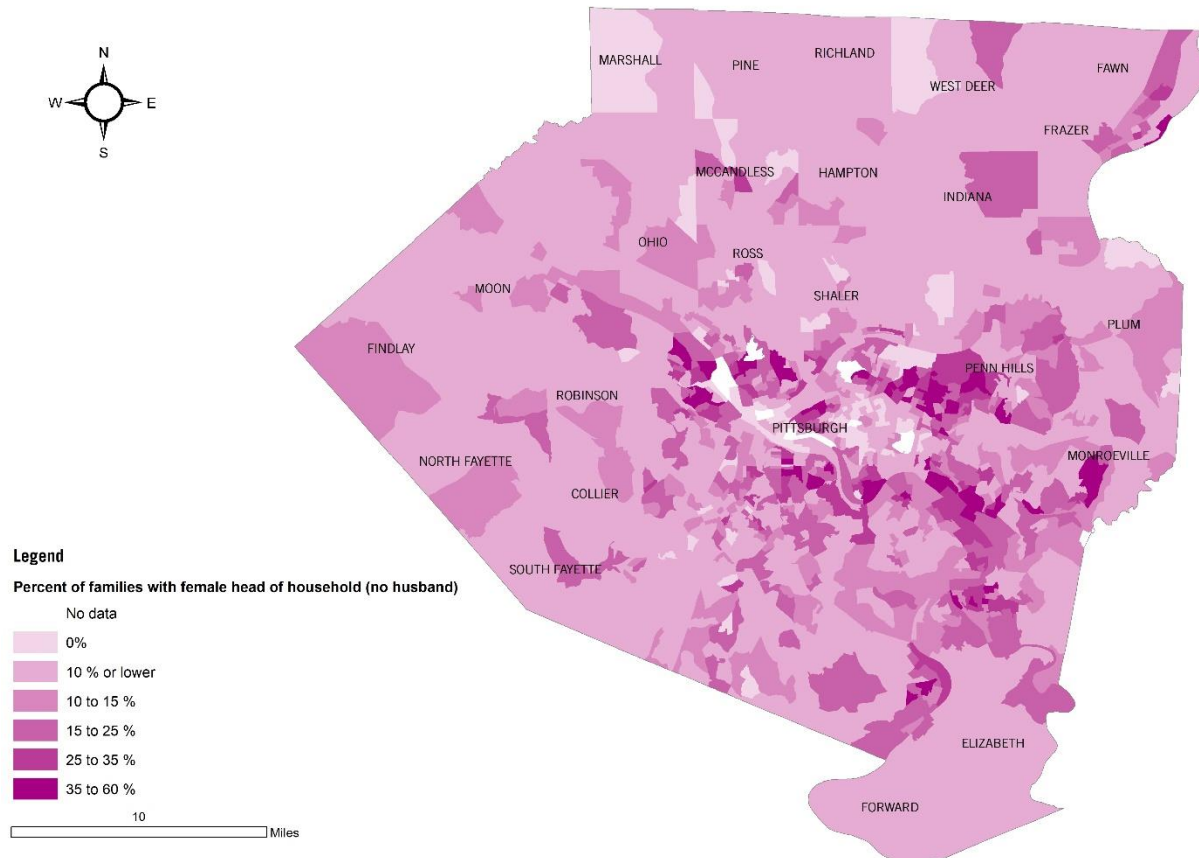 N
W E
S
MARSHALL
PINE
RICHLAND
WEST DEER
FAWN
FRAZER
MCCANDLESS
HAMPTON
INDIANA
OHIO
ROSS
MOON
SHALER
PLUM
FINDLAY
PENN HILLS
ROBINSON
PITTSBURGH
MONROEVILLE
NORTH FAYETTE
COLLIER
SOUTH FAYETTE
ELIZABETH
FORWARD
Legend
Percent of families with female head of household (no husband)
No data
0%
10 % or lower
10 to 15 %
15 to 25 %
25 to 35 %
35 to 60 %
10
Miles